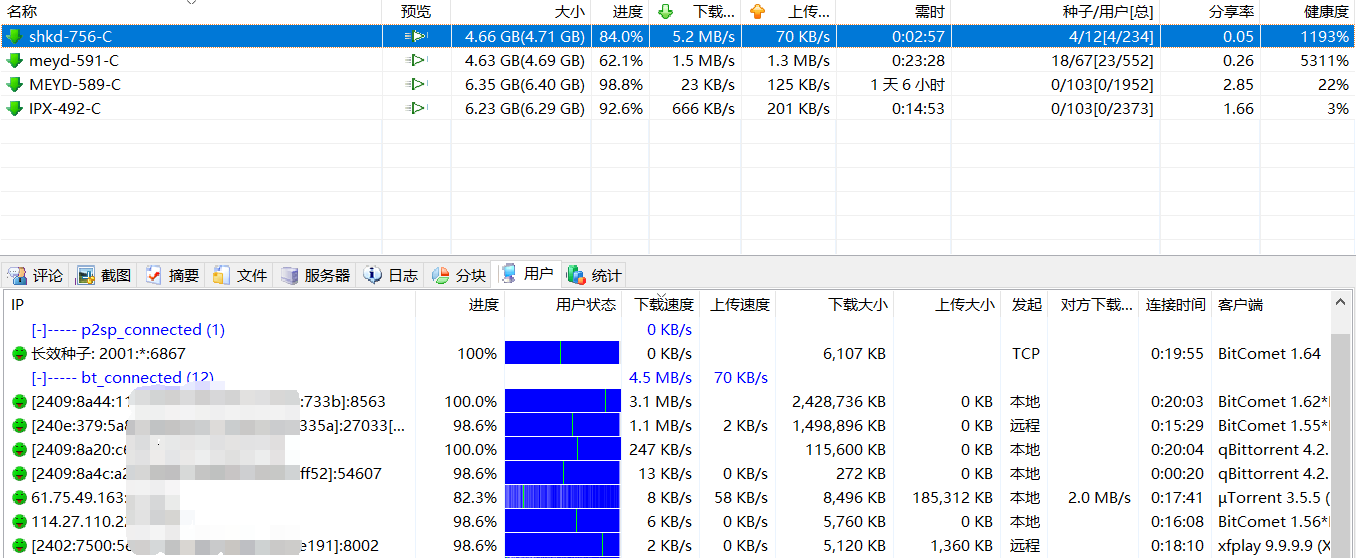 名称 预览 大小 进度 下载... 上传... 需时 种子/用户[总] 分享率 健康度
shkd-756-C 4.66 GB(4.71 GB) 84.0% 5.2 MB/s 70 KB/s 0:02:57 4/12[4/234] 0.05 1193%
meyd-591-C 4.63 GB(4.69 GB) 62.1% 1.5 MB/s 1.3 MB/s 0:23:28 18/67[23/552] 0.26 5311%
MEYD-589-C 6.35 GB(6.40 GB) 98.8% 23 KB/s 125 KB/s 1 天 6 小时 0/103[0/1952] 2.85 22%
IPX-492-C 6.23 GB(6.29 GB) 92.6% 666 KB/s 201 KB/s 0:14:53 0/103[0/2373] 1.66 3%
评论 截图 摘要 文件 服务器 日志 分块 用户 统计
IP 进度 用户状态 下载速度 上传速度 下载大小 上传大小 发起 对方下载... 连接时间 客户端
[-]----- p2sp_connected (1) 0 KB/s
长效种子: 2001:*:6867 100% 0 KB/s 6,107 KB TCP 0:19:55 BitComet 1.64
[-]----- bt_connected (12) 4.5 MB/s 70 KB/s
[2409:8a44:11 :733b]:8563 100.0% 3.1 MB/s 2,428,736 KB 0 KB 本地 0:20:03 BitComet 1.62*
[240e:379:5a8 335a]:27033[... 98.6% 1.1 MB/s 2 KB/s 1,498,896 KB 0 KB 远程 0:15:29 BitComet 1.55*
[2409:8a20:c6 100.0% 247 KB/s 115,600 KB 0 KB 本地 0:20:04 qBittorrent 4.2.
[2409:8a4c:a2 ff52]:54607 98.6% 13 KB/s 0 KB/s 272 KB 0 KB 本地 0:00:20 qBittorrent 4.2.
61.75.49.163: 82.3% 8 KB/s 58 KB/s 8,496 KB 185,312 KB 本地 2.0 MB/s 0:17:41 µTorrent 3.5.5 (
114.27.110.2 98.6% 6 KB/s 0 KB/s 5,760 KB 0 KB 本地 0:16:08 BitComet 1.56*
[2402:7500:5e e191]:8002 98.6% 2 KB/s 0 KB/s 5,120 KB 1,360 KB 远程 0:18:10 xfplay 9.9.9.9 (X